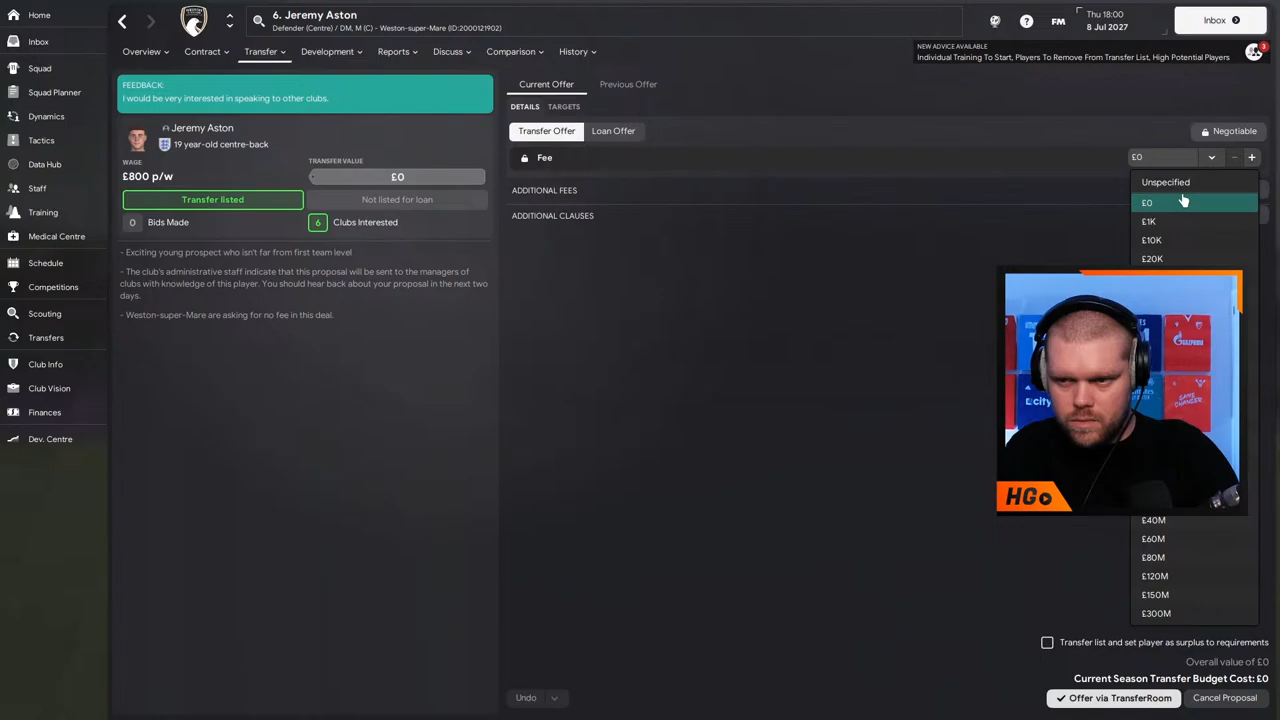 6. Jeremy Aston
Defender (Centre) / DM, M (C) - Weston-super-Mare (ID:2000121902)
FM
Thu 18:00
8 Jul 2027
Inbox
Home
Inbox
Squad
Squad Planner
Dynamics
Tactics
Data Hub
Staff
Training
Medical Centre
Schedule
Competitions
Scouting
Transfers
Club Info
Club Vision
Finances
Dev. Centre
Overview
Contract
Transfer
Development
Reports
Discuss
Comparison
History
NEW ADVICE AVAILABLE
Individual Training To Start, Players To Remove From Transfer List, High Potential Players
3
FEEDBACK:
I would be very interested in speaking to other clubs.
Jeremy Aston
19 year-old centre-back
WAGE
£800 p/w
TRANSFER VALUE
£0
Transfer listed
Not listed for loan
0 Bids Made
6 Clubs Interested
- Exciting young prospect who isn't far from first team level
- The club's administrative staff indicate that this proposal will be sent to the managers of
clubs with knowledge of this player. You should hear back about your proposal in the next two
days.
- Weston-super-Mare are asking for no fee in this deal.
Current Offer
Previous Offer
DETAILS
TARGETS
Transfer Offer
Loan Offer
Negotiable
Fee
£0
ADDITIONAL FEES
ADDITIONAL CLAUSES
Unspecified
£0
£1K
£10K
£20K
£40M
£60M
£80M
£120M
£150M
£300M
HGO
Transfer list and set player as surplus to requirements
Overall value of £0
Current Season Transfer Budget Cost: £0
Undo
Offer via TransferRoom
Cancel Proposal